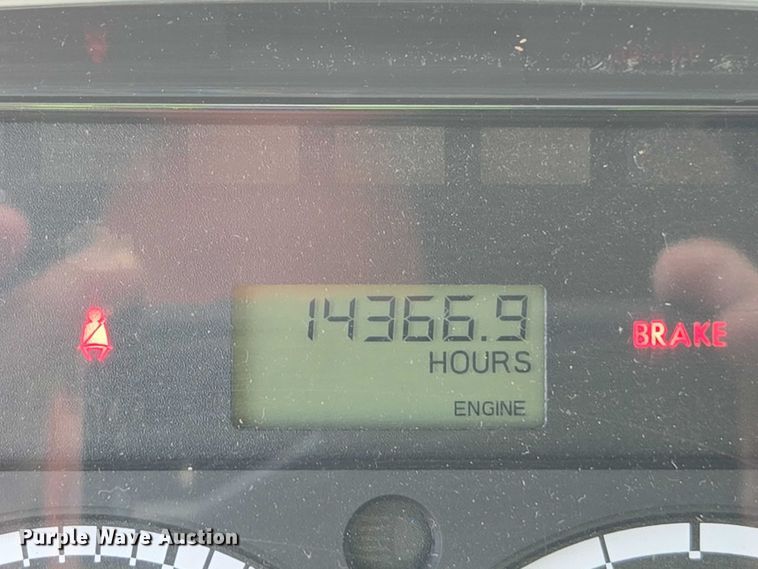 14366.9
HOURS
BRAKE
ENGINE
Purple Wave Auction